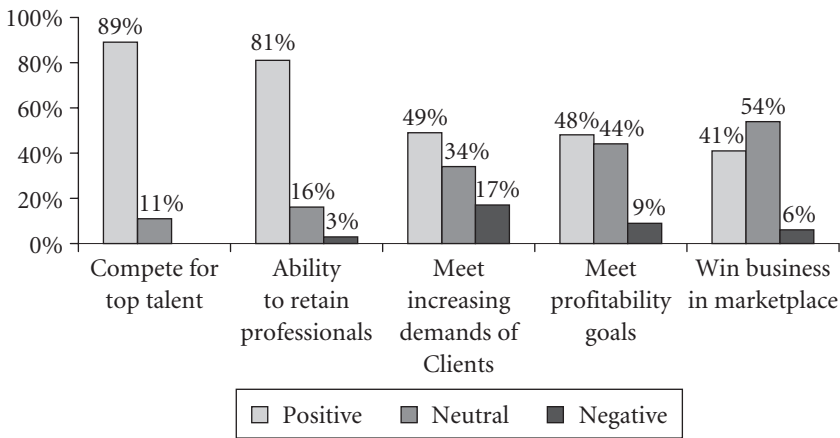 100%
80%
60%
40%
20%
0%
89%
11%
81%
16%
3%
49%
34%
17%
48%
44%
9%
41%
54%
6%
Compete for
top talent
Ability
to retain
professionals
Meet
increasing
demands of
Clients
Meet
profitability
goals
Win business
in marketplace
Positive
Neutral
Negative